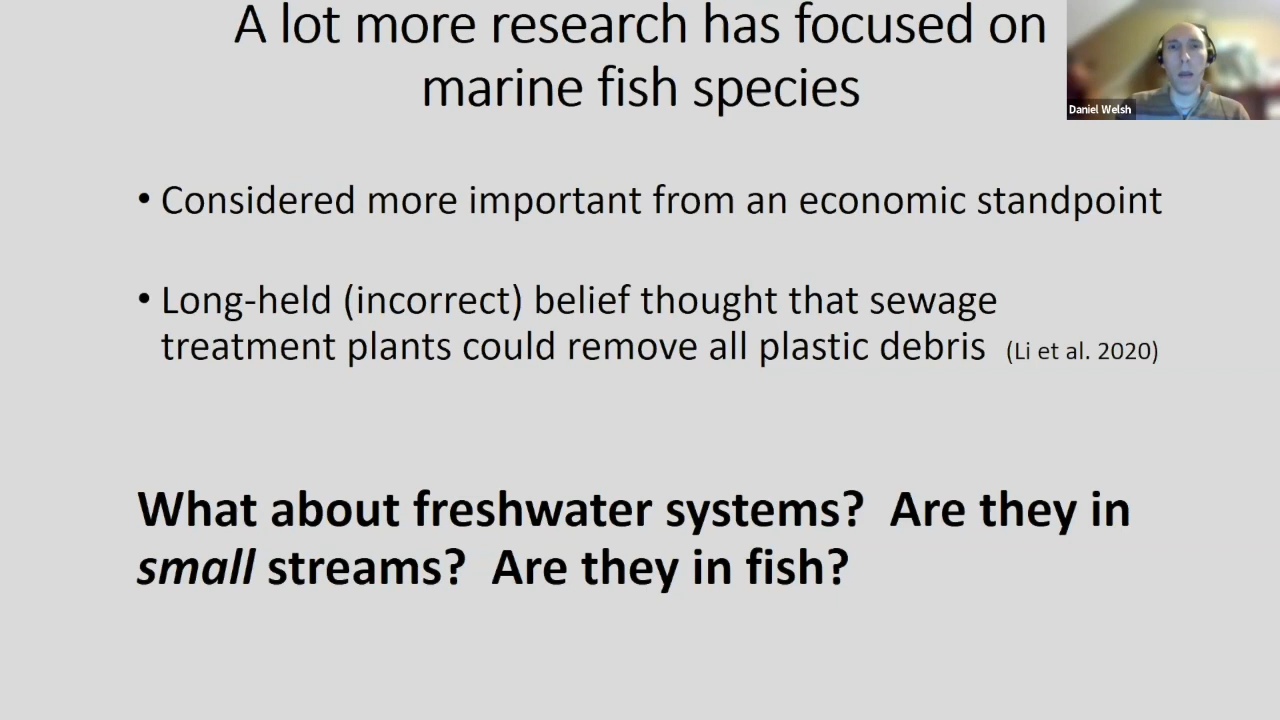 A lot more research has focused on
marine fish species
Daniel Welsh
• Considered more important from an economic standpoint
• Long-held (incorrect) belief thought that sewage
treatment plants could remove all plastic debris (Li et al. 2020)
What about freshwater systems? Are they in
small streams? Are they in fish?